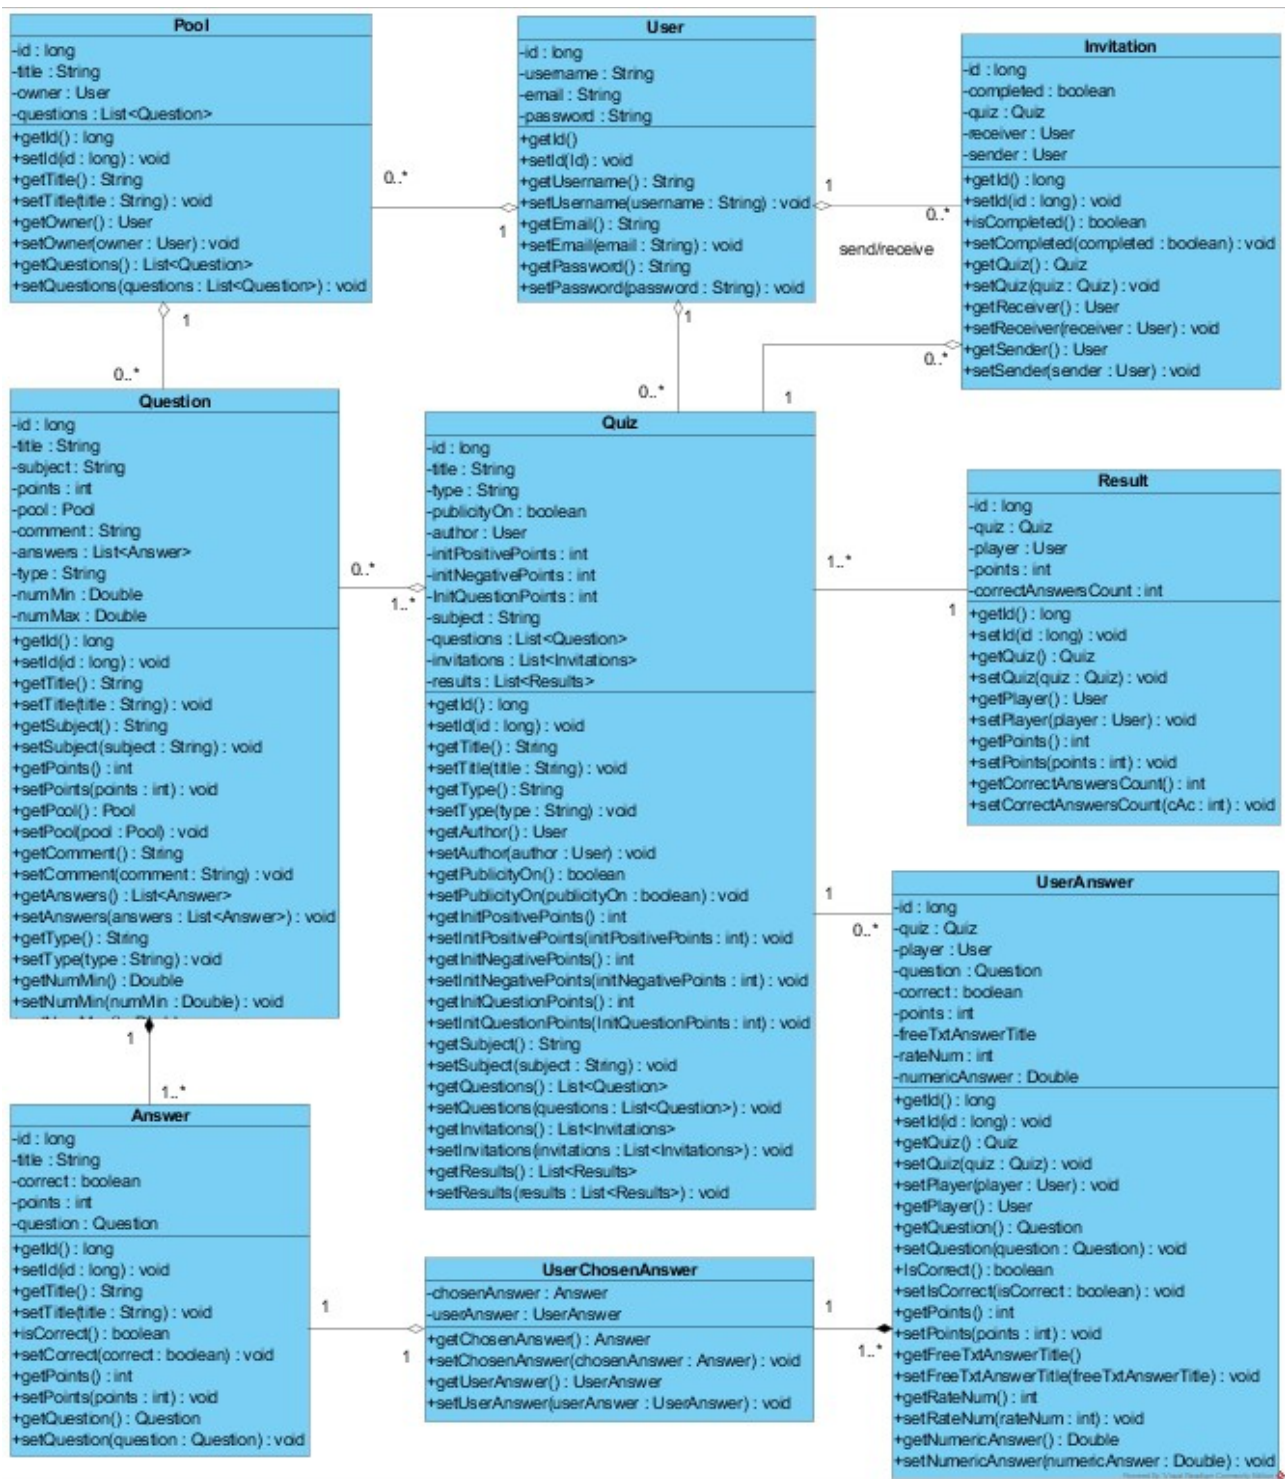 Pool
-id : long
-title : String
-owner : User
-questions : List<Question>
+getId() : long
+setId(id : long) : void
+getTitle() : String
+setTitle(title : String) : void
+getOwner() : User
+setOwner(owner : User) : void
+getQuestions() : List<Question>
+setQuestions(questions : List<Question>) : void
User
-id : long
-username : String
-email : String
-password : String
+getId()
+setId(Id) : void
+getUsername() : String
+setUsername(username : String) : void
+getEmail() : String
+setEmail(email : String) : void
+getPassword() : String
+setPassword(password : String) : void
Invitation
-id : long
-completed : boolean
-quiz : Quiz
-receiver : User
-sender : User
+getId() : long
+setId(id : long) : void
+isCompleted() : boolean
+setCompleted(completed : boolean) : void
+getQuiz() : Quiz
+setQuiz(quiz : Quiz) : void
+getReceiver() : User
+setReceiver(receiver : User) : void
+getSender() : User
+setSender(sender : User) : void
0..*
1
1
0..*
send/receive
1
0..*
1
0..*
0..*
1
Question
-id : long
-title : String
-subject : String
-points : int
-pool : Pool
-comment : String
-answers : List<Answer>
-type : String
-numMin : Double
-numMax : Double
+getId() : long
+setId(id : long) : void
+getTitle() : String
+setTitle(title : String) : void
+getSubject() : String
+setSubject(subject : String) : void
+getPoints() : int
+setPoints(points : int) : void
+getPool() : Pool
+setPool(pool : Pool) : void
+getComment() : String
+setComment(comment : String) : void
+getAnswers() : List<Answer>
+setAnswers(answers : List<Answer>) : void
+getType() : String
+setType(type : String) : void
+getNumMin() : Double
+setNumMin(numMin : Double) : void
0..*
1..*
Quiz
-id : long
-title : String
-type : String
-publicityOn : boolean
-author : User
-initPositivePoints : int
-initNegativePoints : int
-InitQuestionPoints : int
-subject : String
-questions : List<Question>
-invitations : List<Invitations>
-results : List<Results>
+getId() : long
+setId(id : long) : void
+getTitle() : String
+setTitle(title : String) : void
+getType() : String
+setType(type : String) : void
+getAuthor() : User
+setAuthor(author : User) : void
+getPublicityOn() : boolean
+setPublicityOn(publicityOn : boolean) : void
+getInitPositivePoints() : int
+setInitPositivePoints(initPositivePoints : int) : void
+getInitNegativePoints() : int
+setInitNegativePoints(initNegativePoints : int) : void
+getInitQuestionPoints() : int
+setInitQuestionPoints(InitQuestionPoints : int) : void
+getSubject() : String
+setSubject(subject : String) : void
+getQuestions() : List<Question>
+setQuestions(questions : List<Question>) : void
+getInvitations() : List<Invitations>
+setInvitations(invitations : List<Invitations>) : void
+getResults() : List<Results>
+setResults(results : List<Results>) : void
1..*
1
Result
-id : long
-quiz : Quiz
-player : User
-points : int
-correctAnswersCount : int
+getId() : long
+setId(id : long) : void
+getQuiz() : Quiz
+setQuiz(quiz : Quiz) : void
+getPlayer() : User
+setPlayer(player : User) : void
+getPoints() : int
+setPoints(points : int) : void
+getCorrectAnswersCount() : int
+setCorrectAnswersCount(cAc : int) : void
1
0..*
UserAnswer
-id : long
-quiz : Quiz
-player : User
-question : Question
-correct : boolean
-points : int
-freeTxtAnswerTitle
-rateNum : int
-numericAnswer : Double
+getId() : long
+setId(id : long) : void
+getQuiz() : Quiz
+setQuiz(quiz : Quiz) : void
+setPlayer(player : User) : void
+getPlayer() : User
+getQuestion() : Question
+setQuestion(question : Question) : void
+IsCorrect() : boolean
+setIsCorrect(isCorrect : boolean) : void
+getPoints() : int
+setPoints(points : int) : void
+getFreeTxtAnswerTitle()
+setFreeTxtAnswerTitle(freeTxtAnswerTitle) : void
+getRateNum() : int
+setRateNum(rateNum : int) : void
+getNumericAnswer() : Double
+setNumericAnswer(numericAnswer : Double) : void
1
1..*
Answer
-id : long
-title : String
-correct : boolean
-points : int
-question : Question
+getId() : long
+setId(id : long) : void
+getTitle() : String
+setTitle(title : String) : void
+isCorrect() : boolean
+setCorrect(correct : boolean) : void
+getPoints() : int
+setPoints(points : int) : void
+getQuestion() : Question
+setQuestion(question : Question) : void
1
1
UserChosenAnswer
-chosenAnswer : Answer
-userAnswer : UserAnswer
+getChosenAnswer() : Answer
+setChosenAnswer(chosenAnswer : Answer) : void
+getUserAnswer() : UserAnswer
+setUserAnswer(userAnswer : UserAnswer) : void
1
1..*